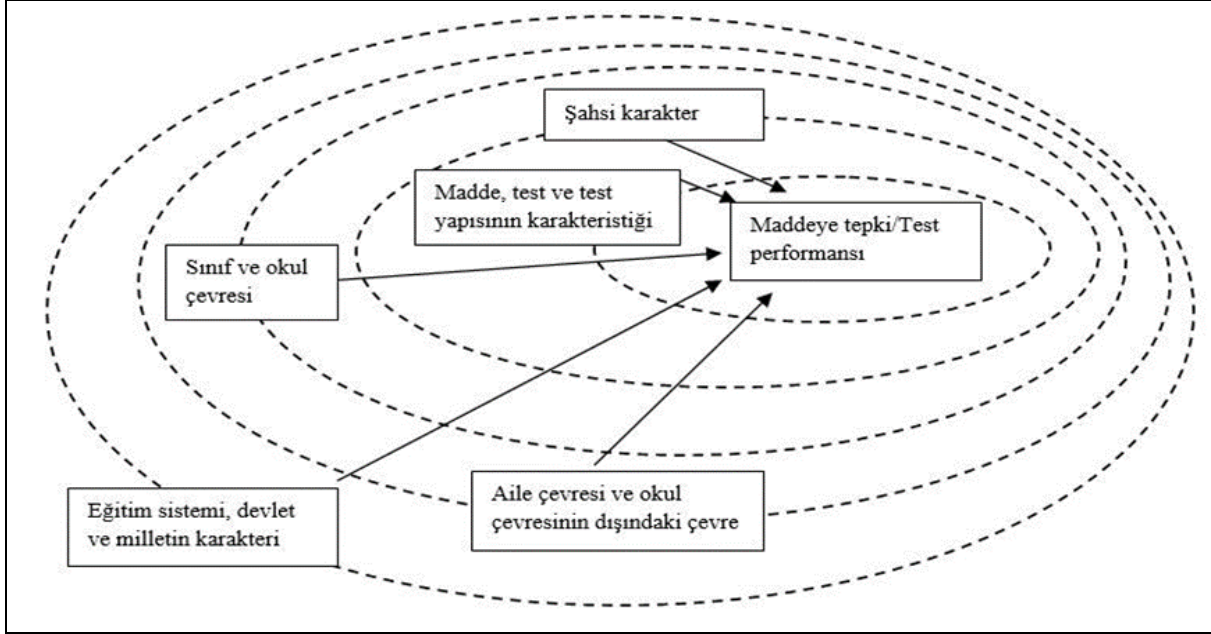 Şahsi karakter
Madde, test ve test
yapısının karakteristiği
Maddeye tepki/Test
performansı
Sınıf ve okul
çevresi
Aile çevresi ve okul
çevresinin dışındaki çevre
Eğitim sistemi, devlet
ve milletin karakteri